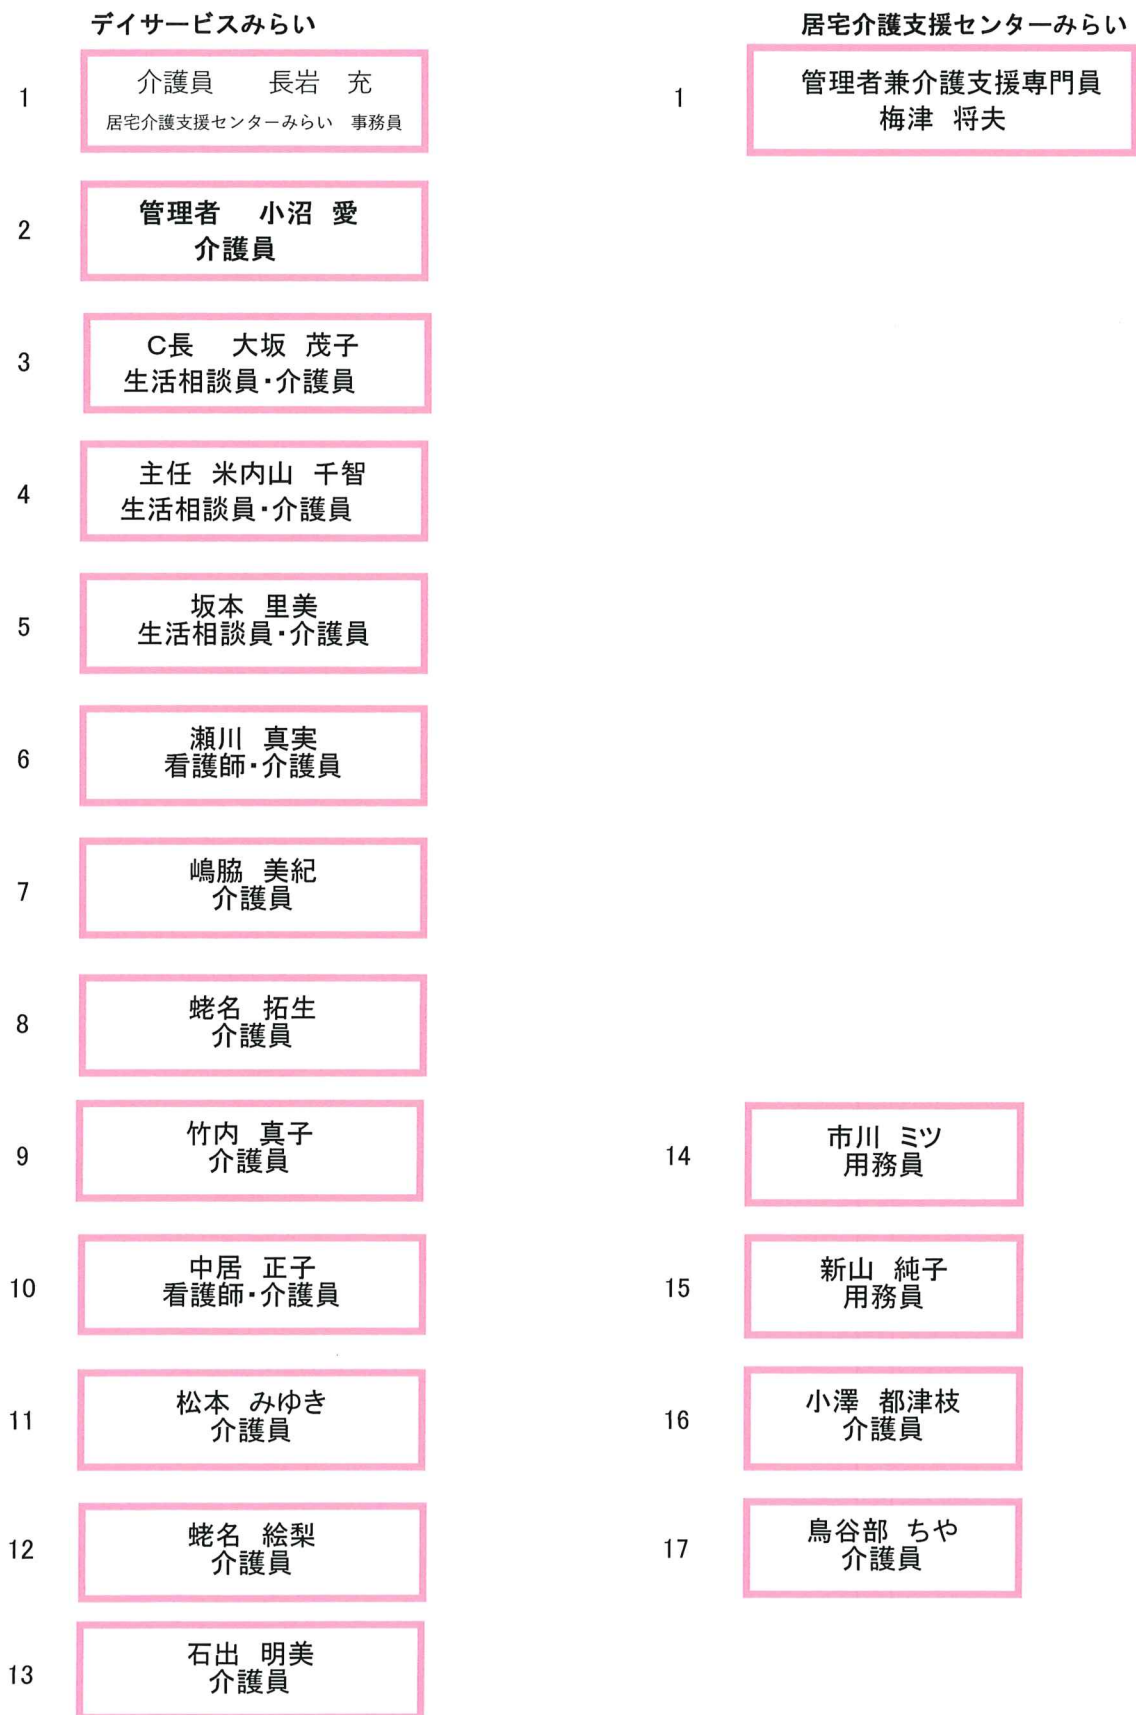 デイサービスみらい
1
介護員　長岩　充
居宅介護支援センターみらい　事務員
2
管理者　小沼　愛
介護員
3
C長　大坂　茂子
生活相談員・介護員
4
主任　米内山　千智
生活相談員・介護員
5
坂本　里美
生活相談員・介護員
6
瀬川　真実
看護師・介護員
7
嶋脇　美紀
介護員
8
蛯名　拓生
介護員
9
竹内　真子
介護員
10
中居　正子
看護師・介護員
11
松本　みゆき
介護員
12
蛯名　絵梨
介護員
13
石出　明美
介護員
居宅介護支援センターみらい
1
管理者兼介護支援専門員
梅津　将夫
14
市川　ミツ
用務員
15
新山　純子
用務員
16
小澤　都津枝
介護員
17
鳥谷部　ちや
介護員